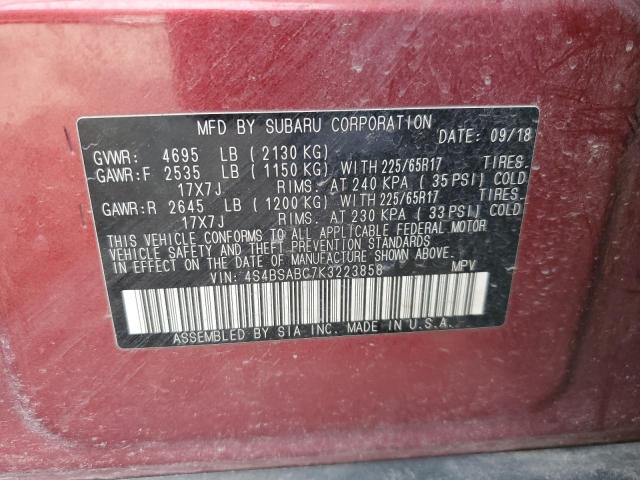 MFD BY SUBARU CORPORATION DATE: 09/18
GVWR: 4695 LB ( 2130 KG)
GAWR:F 2535 LB ( 1150 KG) WITH 225/65R17 TIRES.
17X7J RIMS. AT 240 KPA ( 35 PSI) COLD
GAWR:R 2645 LB ( 1200 KG) WITH 225/65R17 TIRES.
17X7J RIMS. AT 230 KPA ( 33 PSI) COLD
THIS VEHICLE CONFORMS TO ALL APPLICABLE FEDERAL MOTOR
VEHICLE SAFETY AND THEFT PREVENTION STANDARDS
IN EFFECT ON THE DATE OF MANUFACTURE SHOWN ABOVE.
VIN: 4S4BSABC7K3223858 MPV
ASSEMBLED BY SIA INC. MADE IN U.S.A.